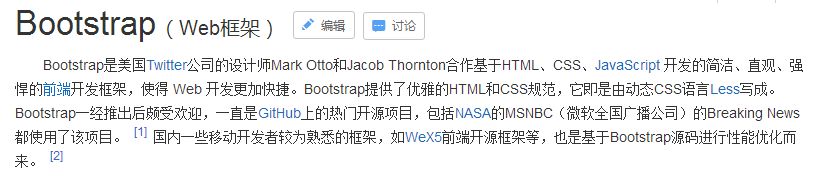 Bootstrap（Web框架） 编辑 讨论
Bootstrap是美国Twitter公司的设计师Mark Otto和Jacob Thornton合作基于HTML、CSS、JavaScript 开发的简洁、直观、强
悍的前端开发框架，使得 Web 开发更加快捷。Bootstrap提供了优雅的HTML和CSS规范，它即是由动态CSS语言Less写成。
Bootstrap一经推出后颇受欢迎，一直是GitHub上的热门开源项目，包括NASA的MSNBC（微软全国广播公司）的Breaking News
都使用了该项目。 [1] 国内一些移动开发者较为熟悉的框架，如WeX5前端开源框架等，也是基于Bootstrap源码进行性能优化而
来。 [2]